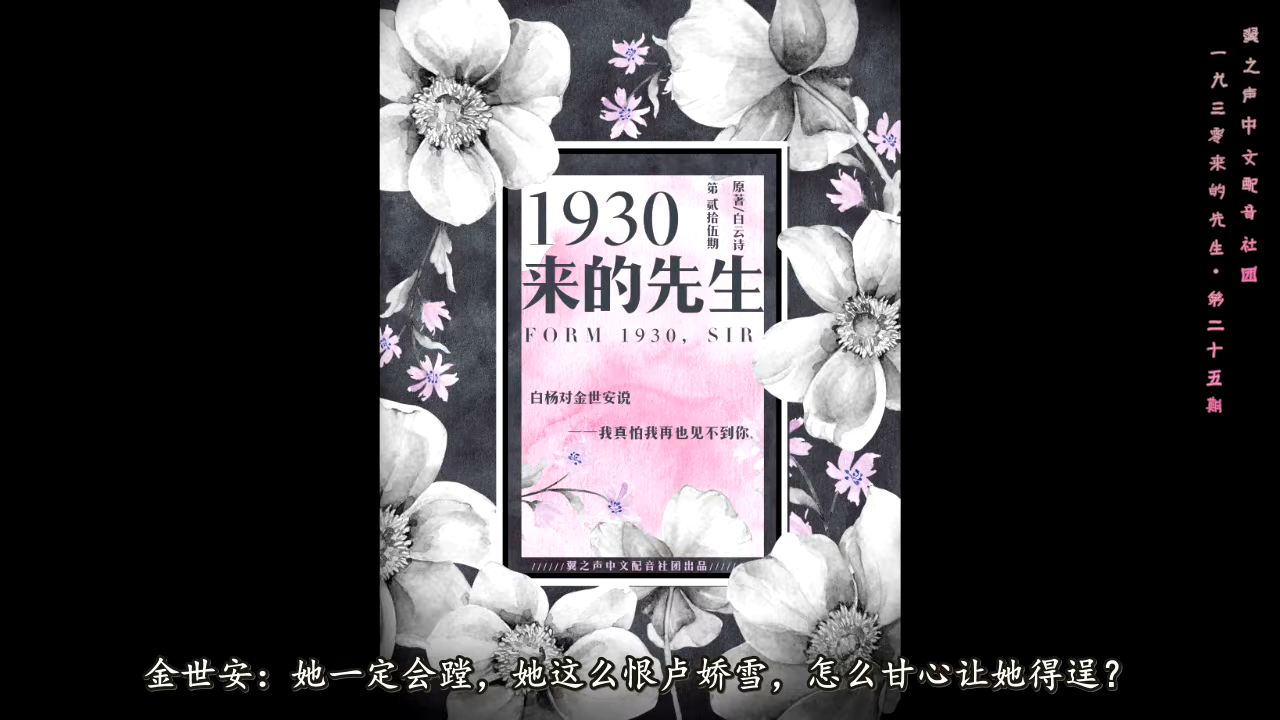 翼之声中文配音社团
一九三零来的先生·第二十五期
原著/白云诗
第贰拾伍期
1930
来的先生
FORM 1930, SIR
白杨对金世安说
——我真怕我再也见不到你。
//////翼之声中文配音社团出品//////
金世安：她一定会蹚，她这么恨卢娇雪，怎么甘心让她得逞？